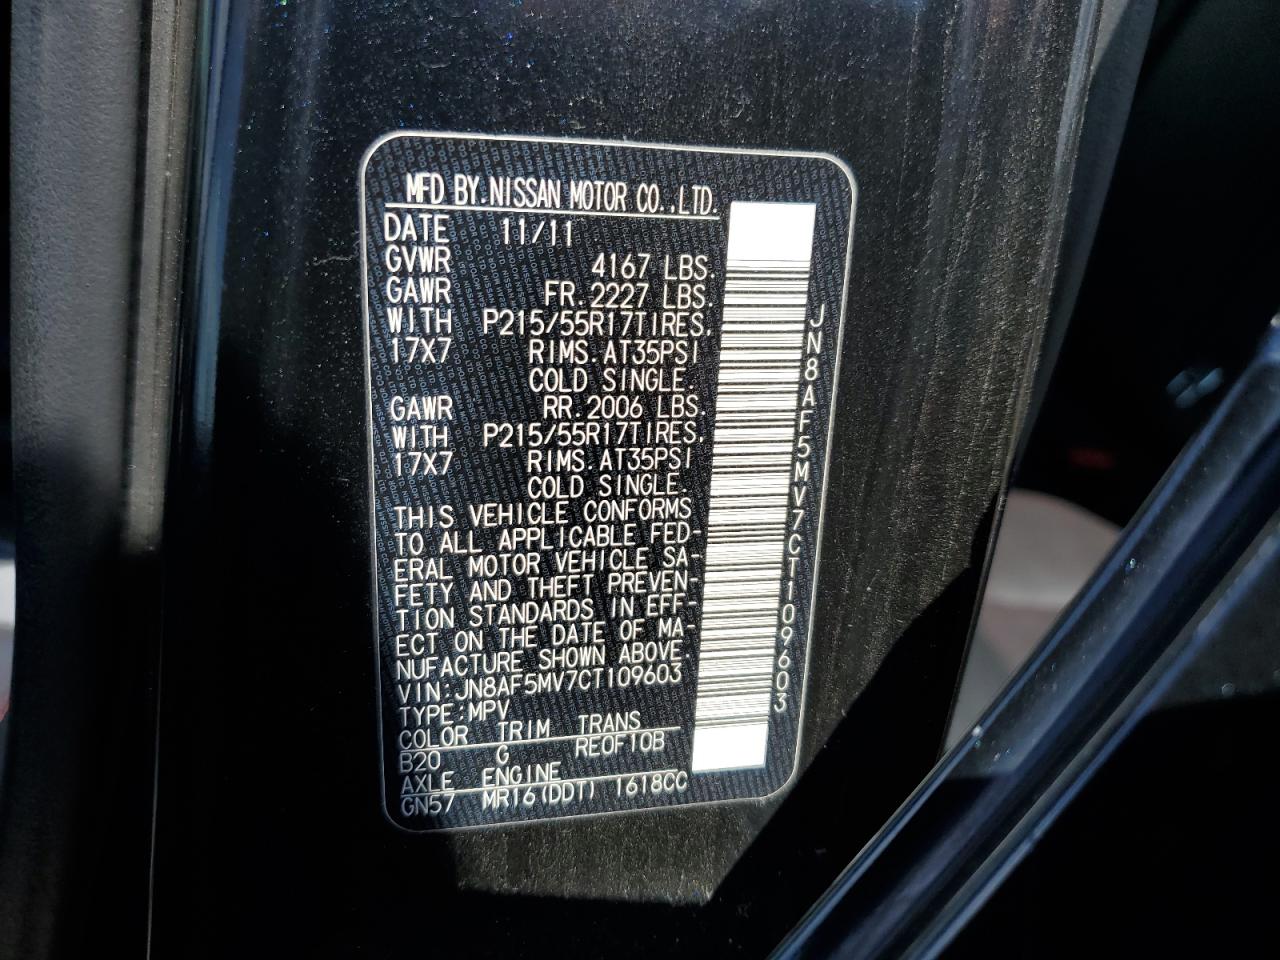 MFD BY.NISSAN MOTOR CO.,LTD.
DATE 11/11
GVWR 4167 LBS.
GAWR FR.2227 LBS.
WITH P215/55R17TIRES.
17X7 RIMS.AT35PSI
COLD SINGLE.
GAWR RR.2006 LBS.
WITH P215/55R17TIRES.
17X7 RIMS.AT35PSI
COLD SINGLE.
THIS VEHICLE CONFORMS
TO ALL APPLICABLE FED-
ERAL MOTOR VEHICLE SA-
FETY AND THEFT PREVEN-
TION STANDARDS IN EFF-
ECT ON THE DATE OF MA-
NUFACTURE SHOWN ABOVE.
VIN:JN8AF5MV7CT109603
TYPE:MPV
COLOR TRIM TRANS
B20 G RE0F10B
AXLE ENGINE
GN57 MR16(DDT) 1618CC
JN8AF5MV7CT109603